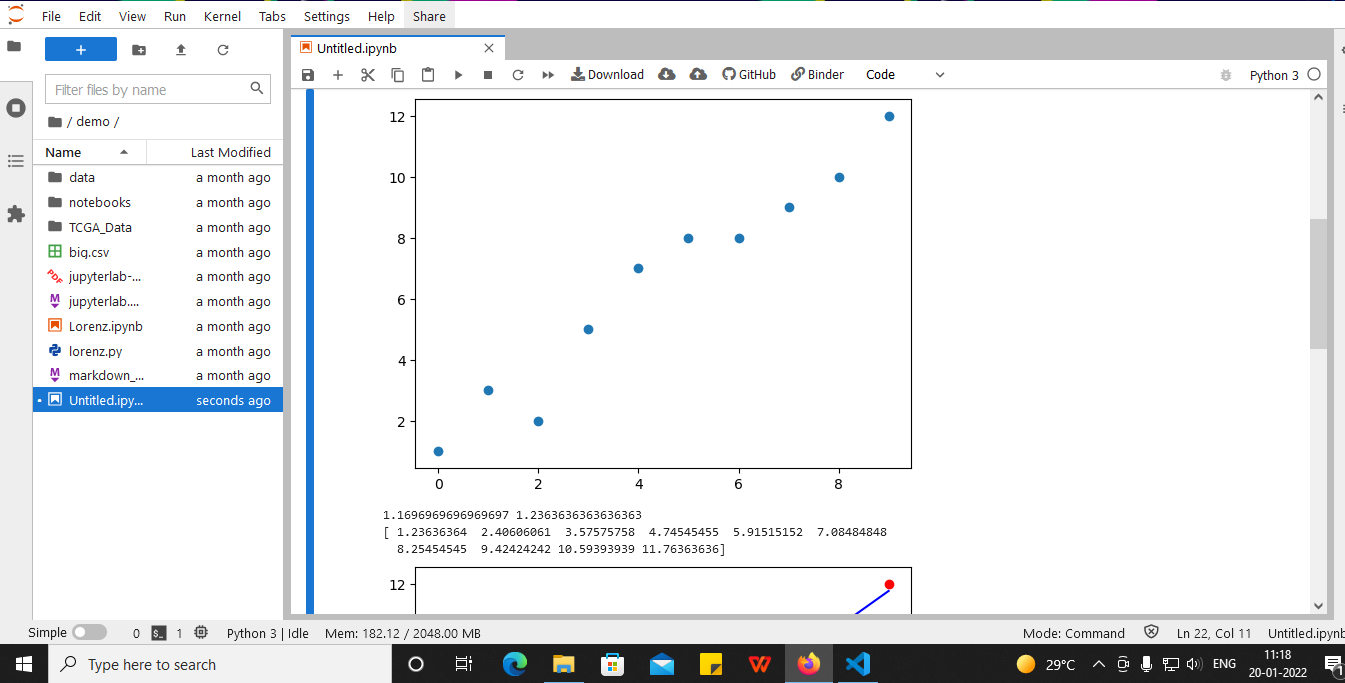 File Edit View Run Kernel Tabs Settings Help Share
Untitled.ipynb
Download GitHub Binder Code Python 3
Filter files by name
/ demo /
Name Last Modified
data a month ago
notebooks a month ago
TCGA_Data a month ago
big.csv a month ago
jupyterlab-... a month ago
jupyterlab.... a month ago
Lorenz.ipynb a month ago
lorenz.py a month ago
markdown_... a month ago
Untitled.ipy... seconds ago
12
10
8
6
4
2
0 2 4 6 8
1.1696969696969697 1.2363636363636363
[ 1.23636364 2.40606061 3.57575758 4.74545455 5.91515152 7.08484848
8.25454545 9.42424242 10.59393939 11.76363636]
12
Simple 0 1 Python 3 | Idle Mem: 182.12 / 2048.00 MB Mode: Command Ln 22, Col 11 Untitled.ipynb
Type here to search
29°C ENG
11:18
20-01-2022
1